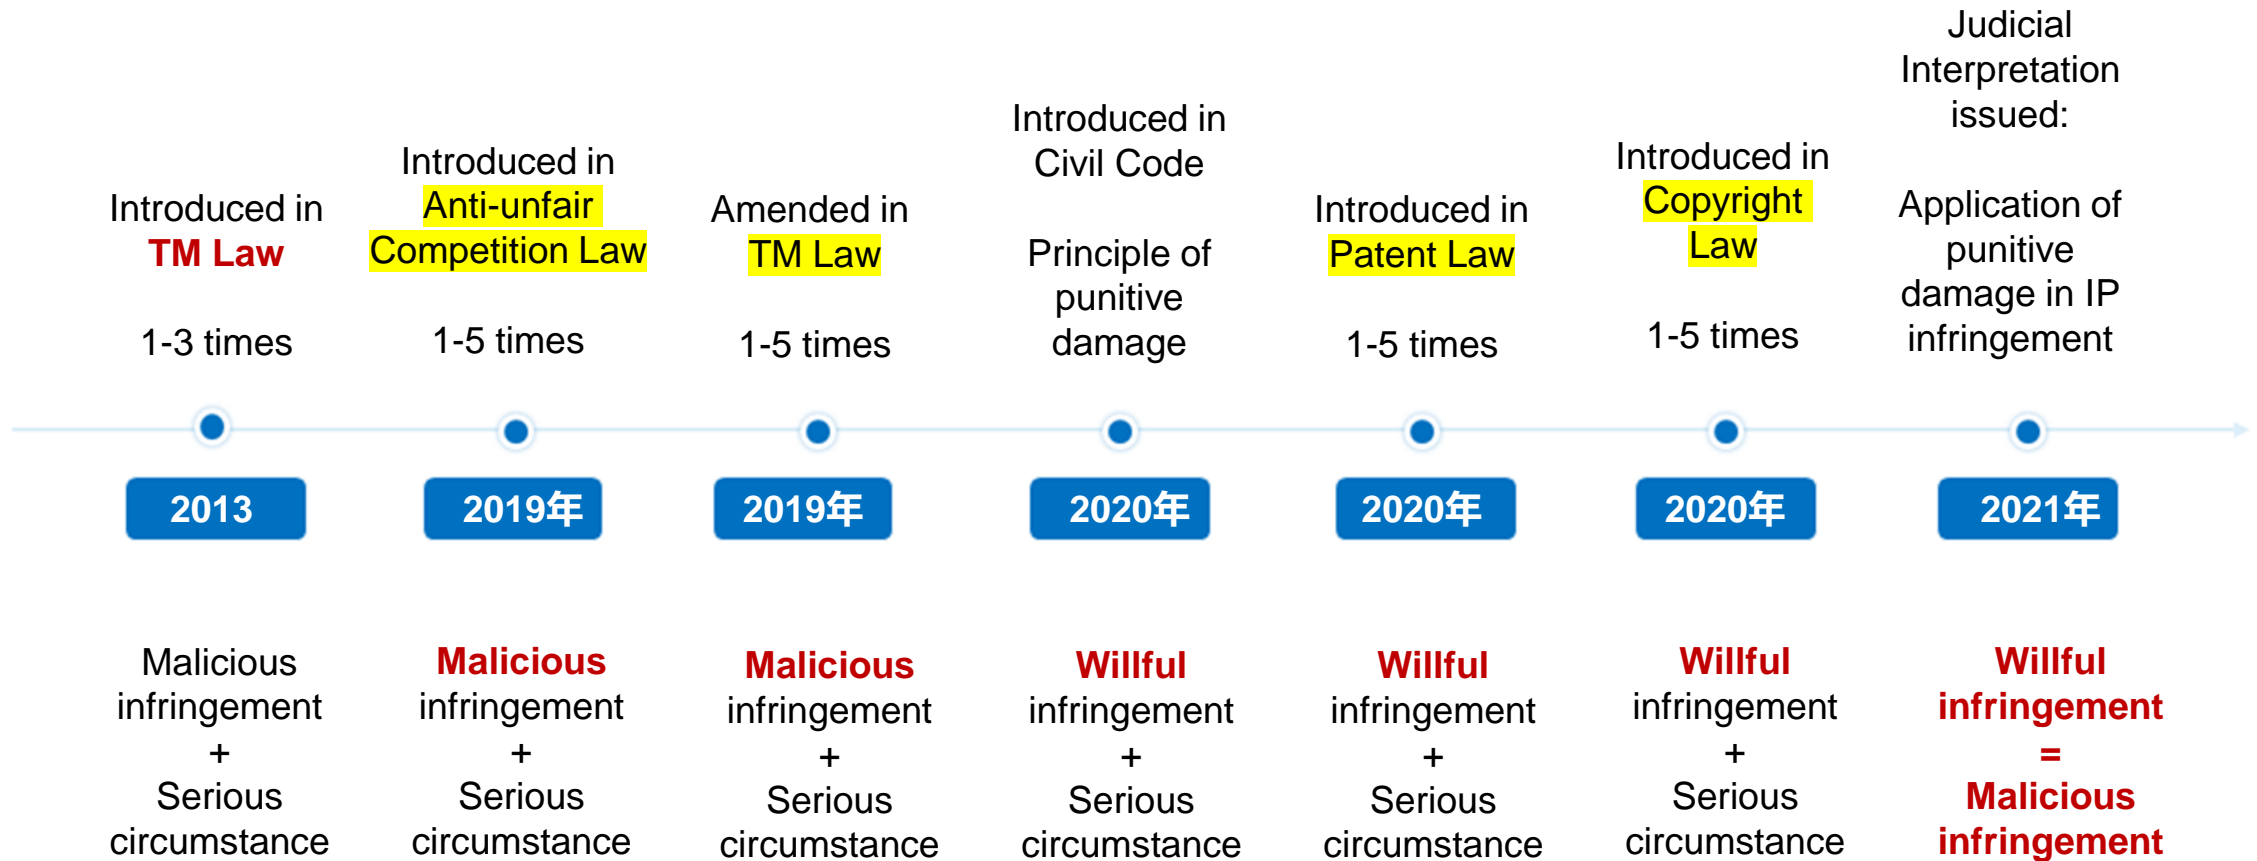 Introduced in
TM Law
1-3 times
2013
Malicious
infringement
+
Serious
circumstance
Introduced in
Anti-unfair
Competition Law
1-5 times
2019年
Malicious
infringement
+
Serious
circumstance
Amended in
TM Law
1-5 times
2019年
Malicious
infringement
+
Serious
circumstance
Introduced in
Civil Code
Principle of
punitive
damage
2020年
Willful
infringement
+
Serious
circumstance
Introduced in
Patent Law
1-5 times
2020年
Willful
infringement
+
Serious
circumstance
Introduced in
Copyright
Law
1-5 times
2020年
Willful
infringement
+
Serious
circumstance
Judicial
Interpretation
issued:
Application of
punitive
damage in IP
infringement
2021年
Willful
infringement
=
Malicious
infringement